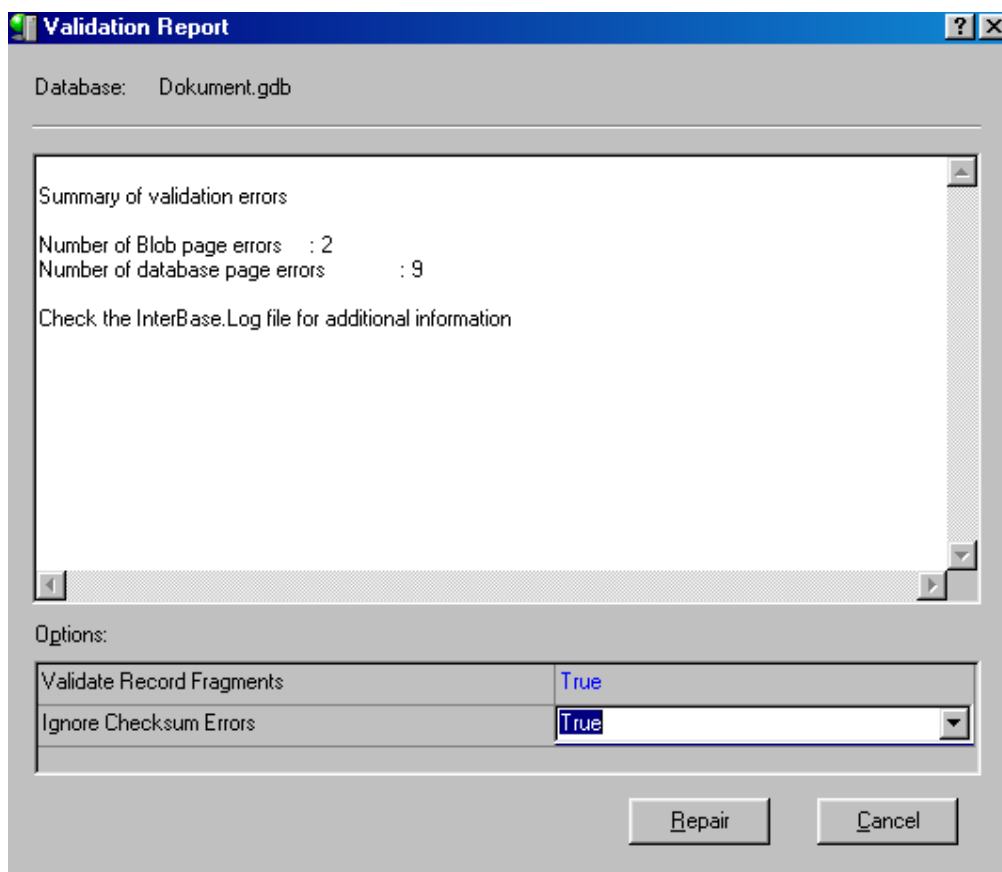 Validation Report
Database: Dokument.gdb
Summary of validation errors
Number of Blob page errors : 2
Number of database page errors : 9
Check the InterBase.Log file for additional information
Options:
Validate Record Fragments True
Ignore Checksum Errors True
Repair Cancel